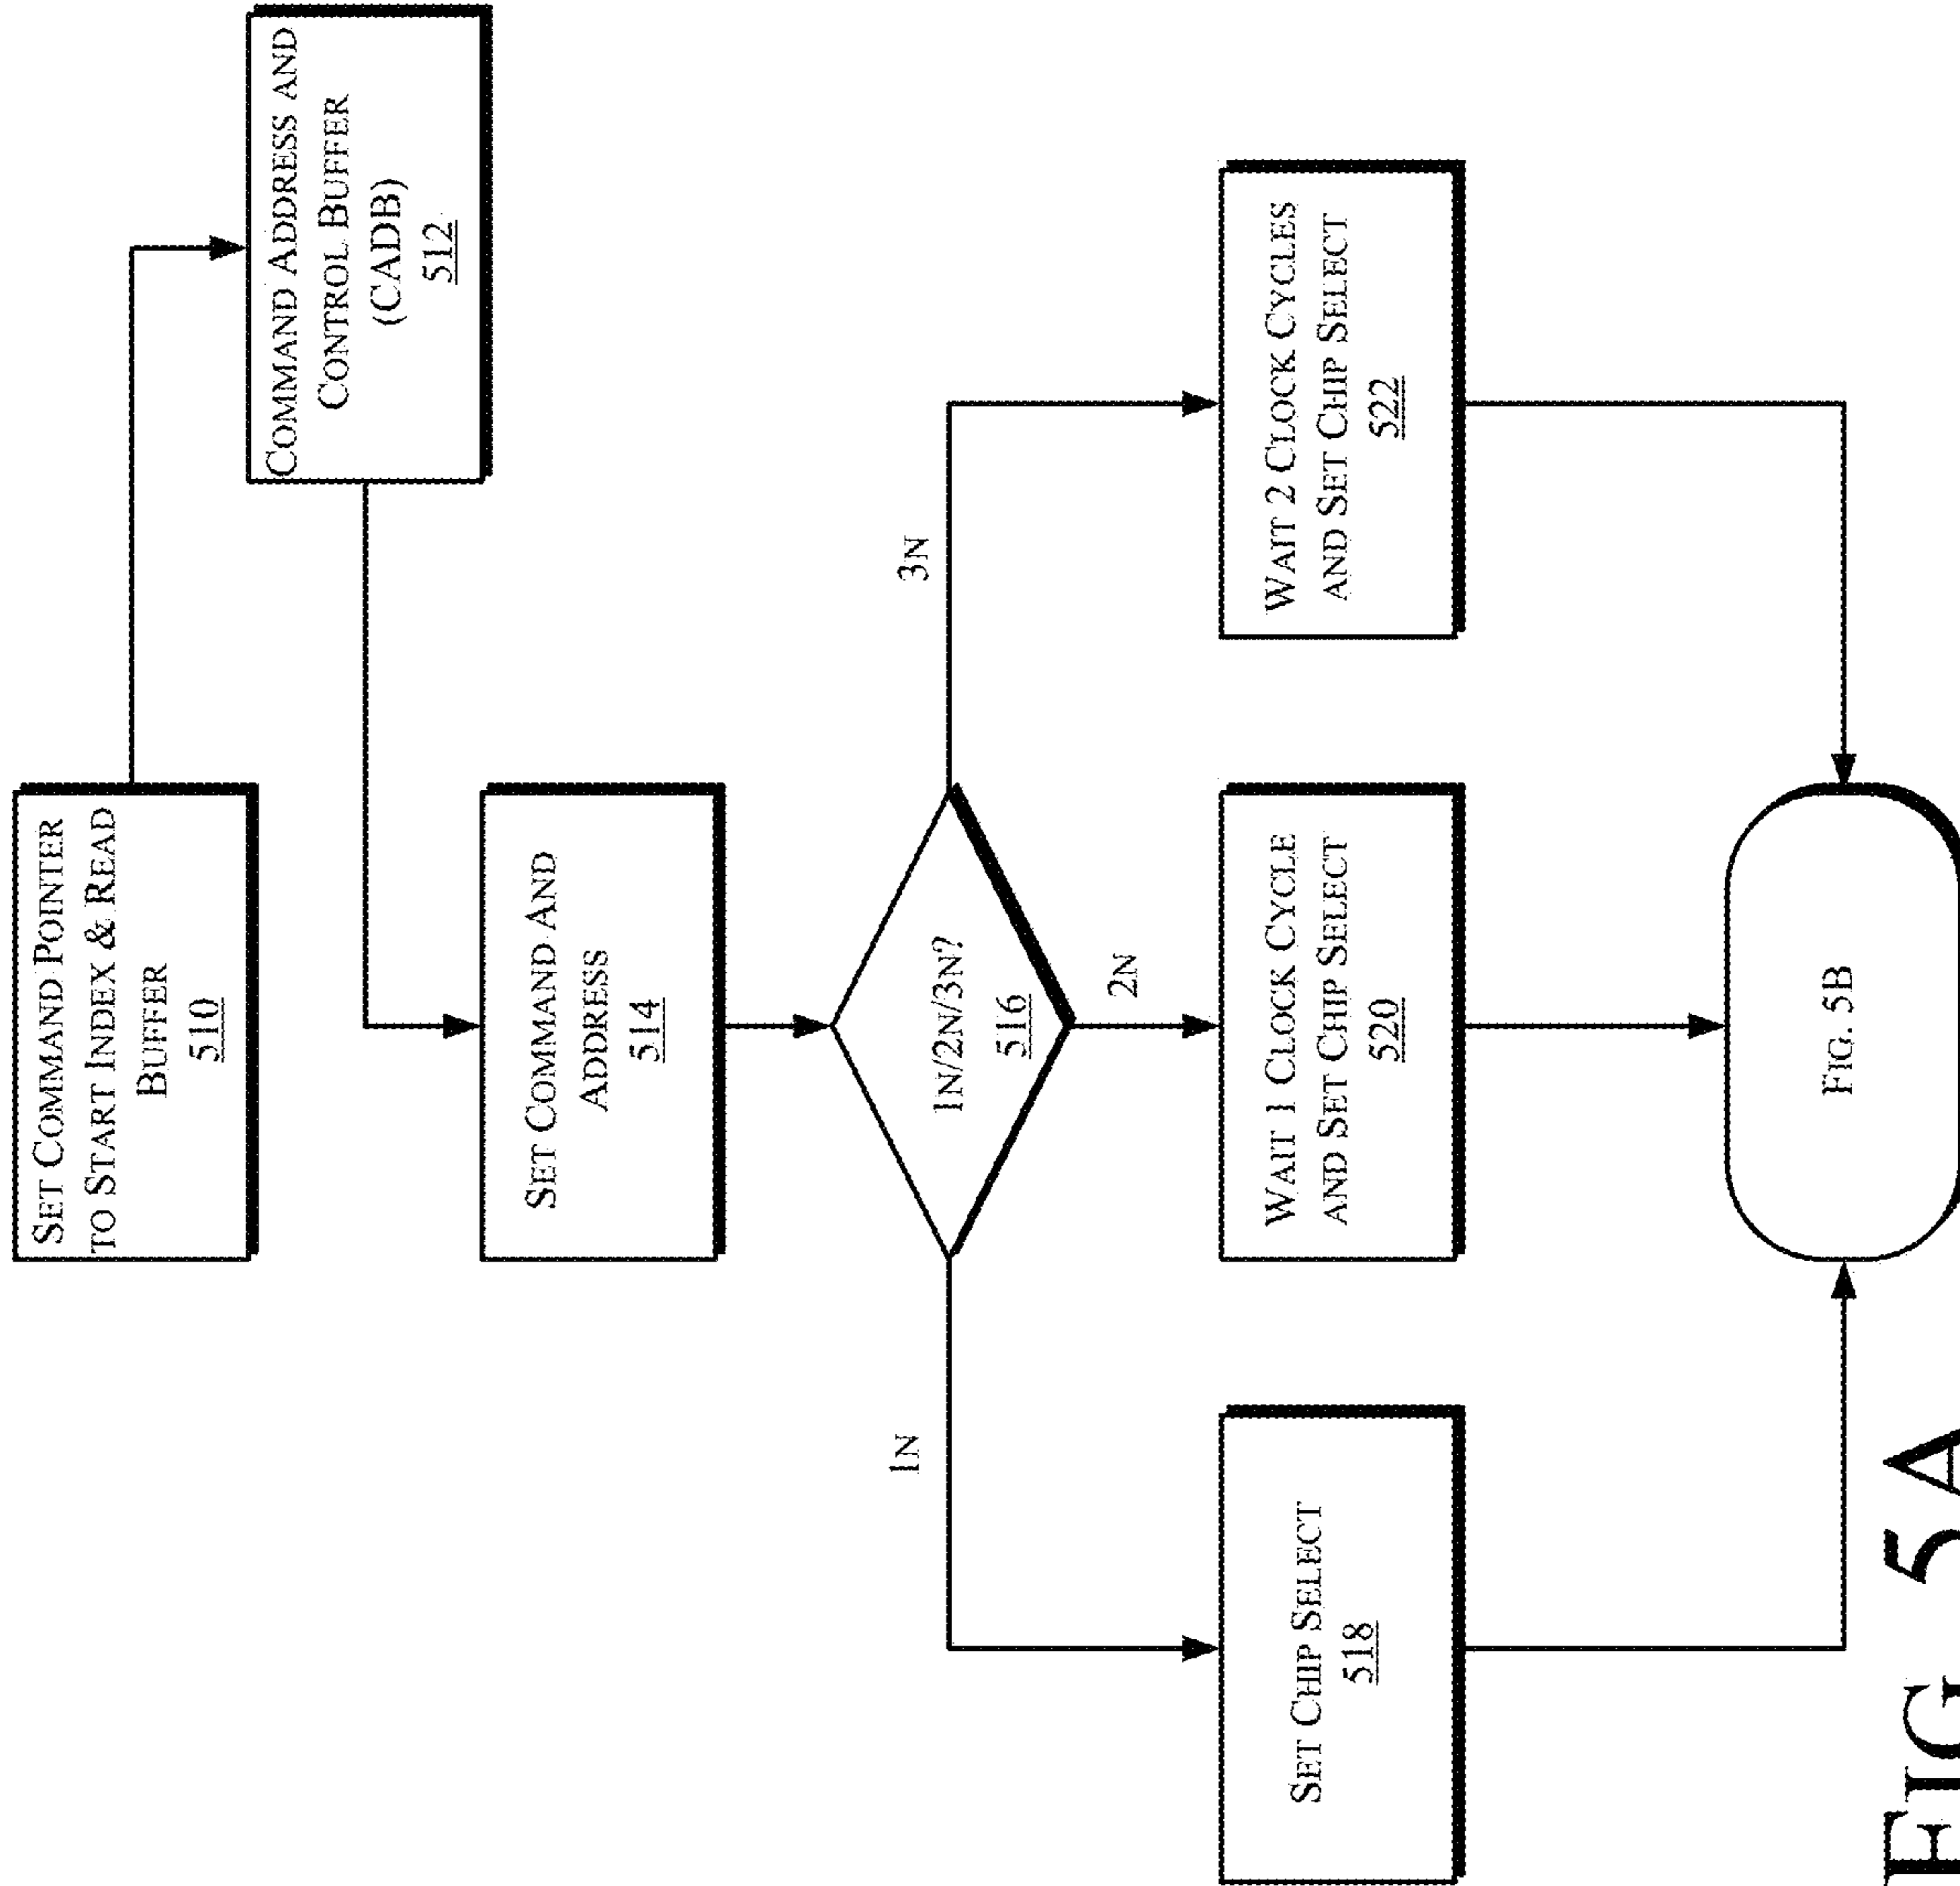 SET COMMAND POINTER
TO START INDEX & READ
BUFFER
510
COMMAND ADDRESS AND
CONTROL BUFFER
(CADB)
512
SET COMMAND AND
ADDRESS
514
1N/2N/3N?
516
1N
2N
3N
SET CHIP SELECT
518
WAIT 1 CLOCK CYCLE
AND SET CHIP SELECT
520
WAIT 2 CLOCK CYCLES
AND SET CHIP SELECT
522
FIG. 5B
FIG 5A